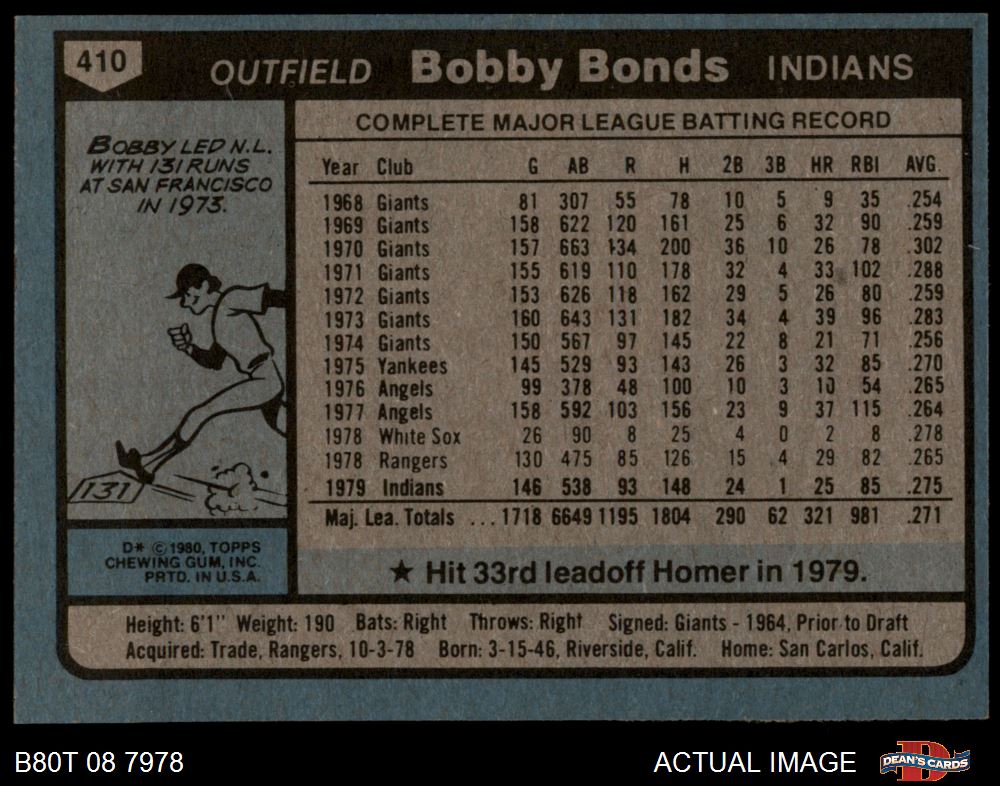 410 OUTFIELD Bobby Bonds INDIANS
BOBBY LED N.L.
WITH 131 RUNS
AT SAN FRANCISCO
IN 1973.
131
D* © 1980, TOPPS
CHEWING GUM, INC.
PRTD. IN U.S.A.
COMPLETE MAJOR LEAGUE BATTING RECORD
Year Club G AB R H 2B 3B HR RBI AVG.
1968 Giants 81 307 55 78 10 5 9 35 .254
1969 Giants 158 622 120 161 25 6 32 90 .259
1970 Giants 157 663 134 200 36 10 26 78 .302
1971 Giants 155 619 110 178 32 4 33 102 .288
1972 Giants 153 626 118 162 29 5 26 80 .259
1973 Giants 160 643 131 182 34 4 39 96 .283
1974 Giants 150 567 97 145 22 8 21 71 .256
1975 Yankees 145 529 93 143 26 3 32 85 .270
1976 Angels 99 378 48 100 10 3 10 54 .265
1977 Angels 158 592 103 156 23 9 37 115 .264
1978 White Sox 26 90 8 25 4 0 2 8 .278
1978 Rangers 130 475 85 126 15 4 29 82 .265
1979 Indians 146 538 93 148 24 1 25 85 .275
Maj. Lea. Totals ... 1718 6649 1195 1804 290 62 321 981 .271
★ Hit 33rd leadoff Homer in 1979.
Height: 6'1" Weight: 190 Bats: Right Throws: Right Signed: Giants - 1964, Prior to Draft
Acquired: Trade, Rangers, 10-3-78 Born: 3-15-46, Riverside, Calif. Home: San Carlos, Calif.
B80T 08 7978 ACTUAL IMAGE DEAN'S CARDS